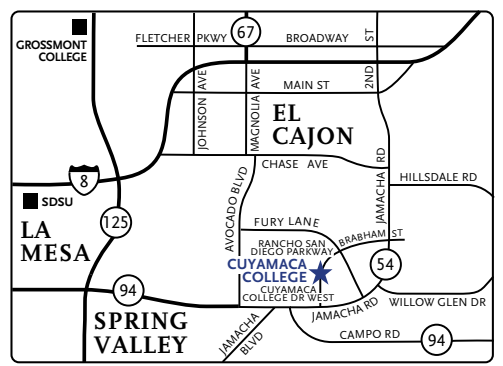 GROSSMONT
COLLEGE
FLETCHER PKWY
67
BROADWAY
2ND ST
JOHNSON AVE
MAGNOLIA AVE
MAIN ST
EL
CAJON
CHASE AVE
JAMACHA RD
HILLSDALE RD
8
SDSU
LA
MESA
125
AVOCADO BLVD
FURY LANE
BRABHAM ST
RANCHO SAN
DIEGO PARKWAY
CUYAMACA
COLLEGE
CUYAMACA
COLLEGE DR WEST
54
94
JAMACHA RD
WILLOW GLEN DR
SPRING
VALLEY
JAMACHA
BLVD
CAMPO RD
94